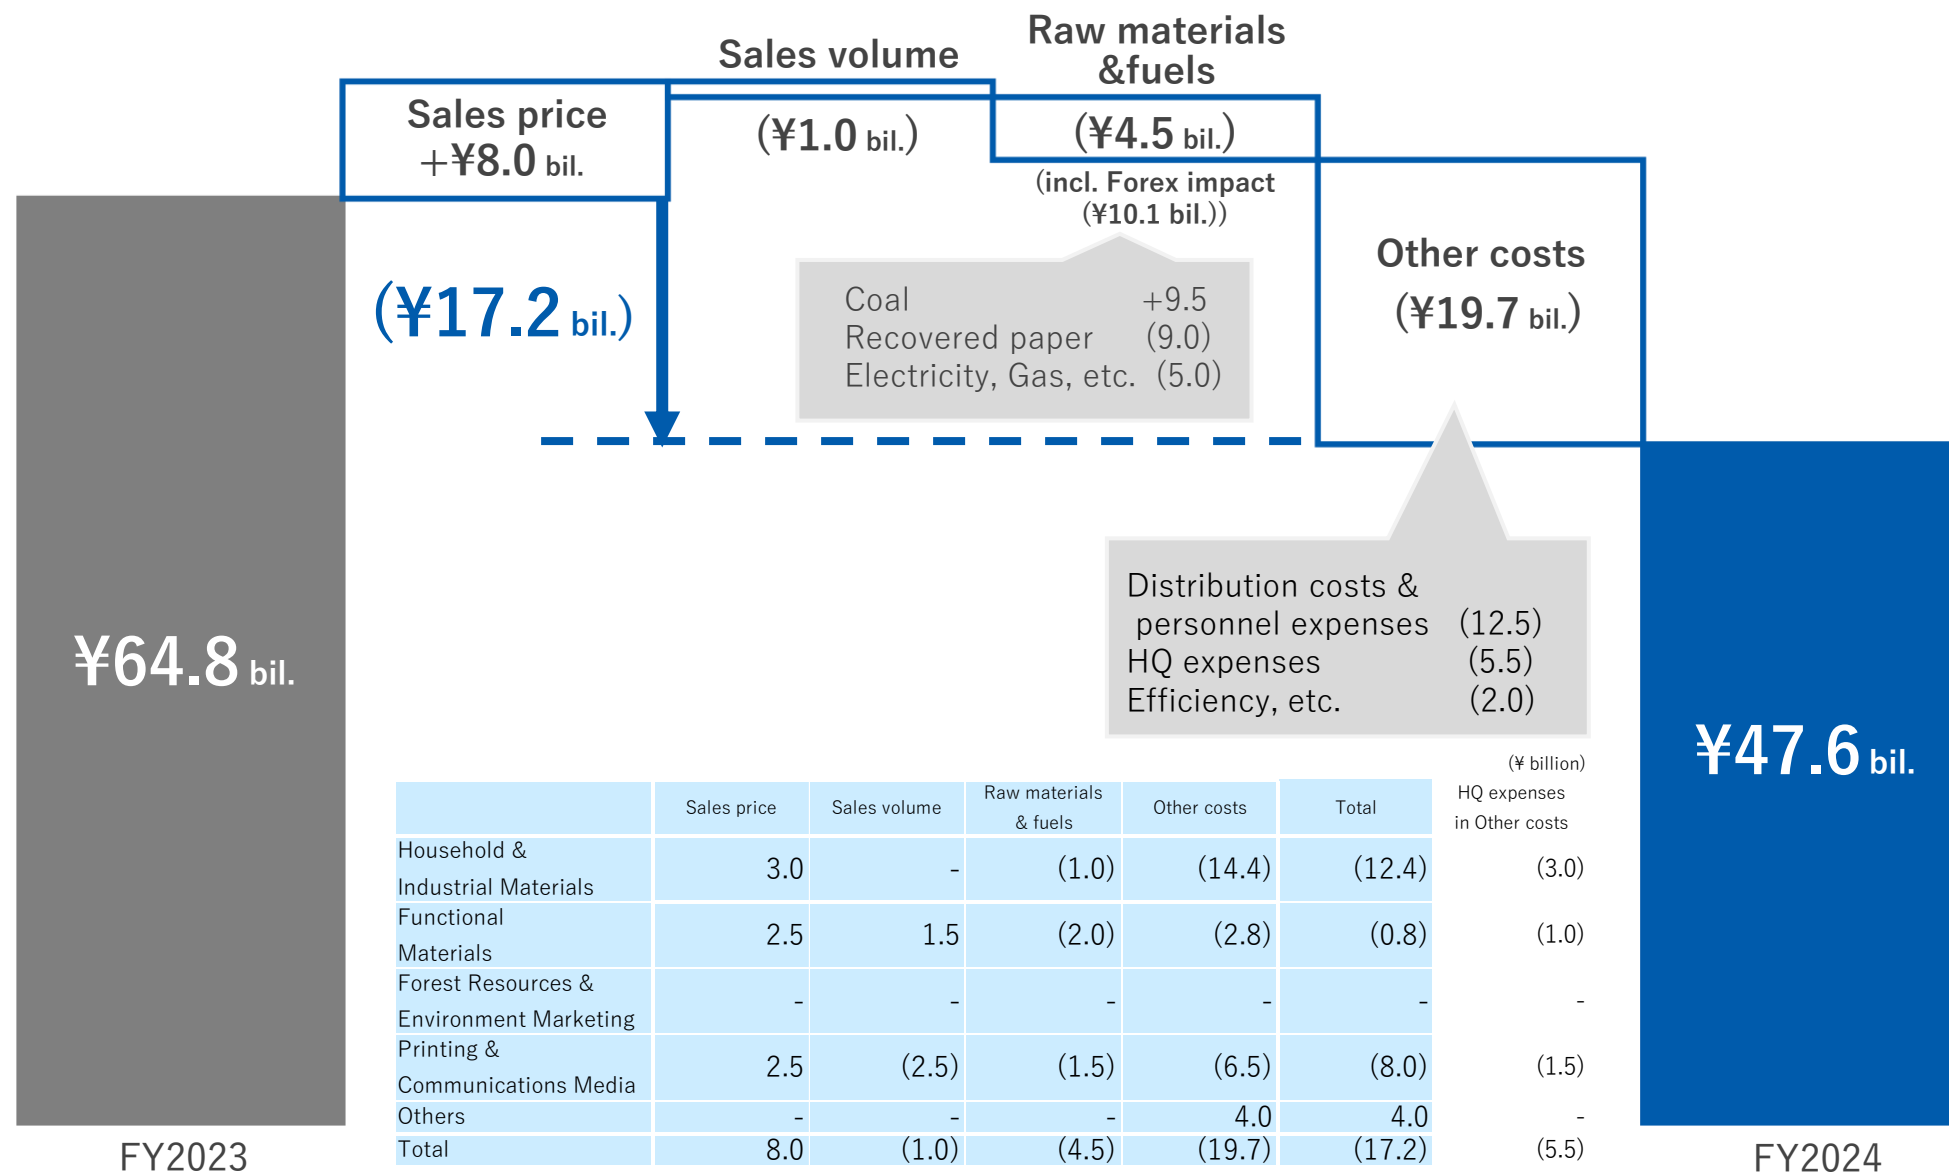 Sales price
+¥8.0 bil.
Sales volume
(¥1.0 bil.)
Raw materials
&fuels
(¥4.5 bil.)
(incl. Forex impact
(¥10.1 bil.))
Coal +9.5
Recovered paper (9.0)
Electricity, Gas, etc. (5.0)
Other costs
(¥19.7 bil.)
(¥17.2 bil.)
Distribution costs &
personnel expenses (12.5)
HQ expenses (5.5)
Efficiency, etc. (2.0)
¥64.8 bil.
FY2023
¥47.6 bil.
FY2024
(¥ billion)
Sales price Sales volume Raw materials & fuels Other costs Total HQ expenses in Other costs
Household & Industrial Materials 3.0 - (1.0) (14.4) (12.4) (3.0)
Functional Materials 2.5 1.5 (2.0) (2.8) (0.8) (1.0)
Forest Resources & Environment Marketing - - - - - -
Printing & Communications Media 2.5 (2.5) (1.5) (6.5) (8.0) (1.5)
Others - - - 4.0 4.0 -
Total 8.0 (1.0) (4.5) (19.7) (17.2) (5.5)